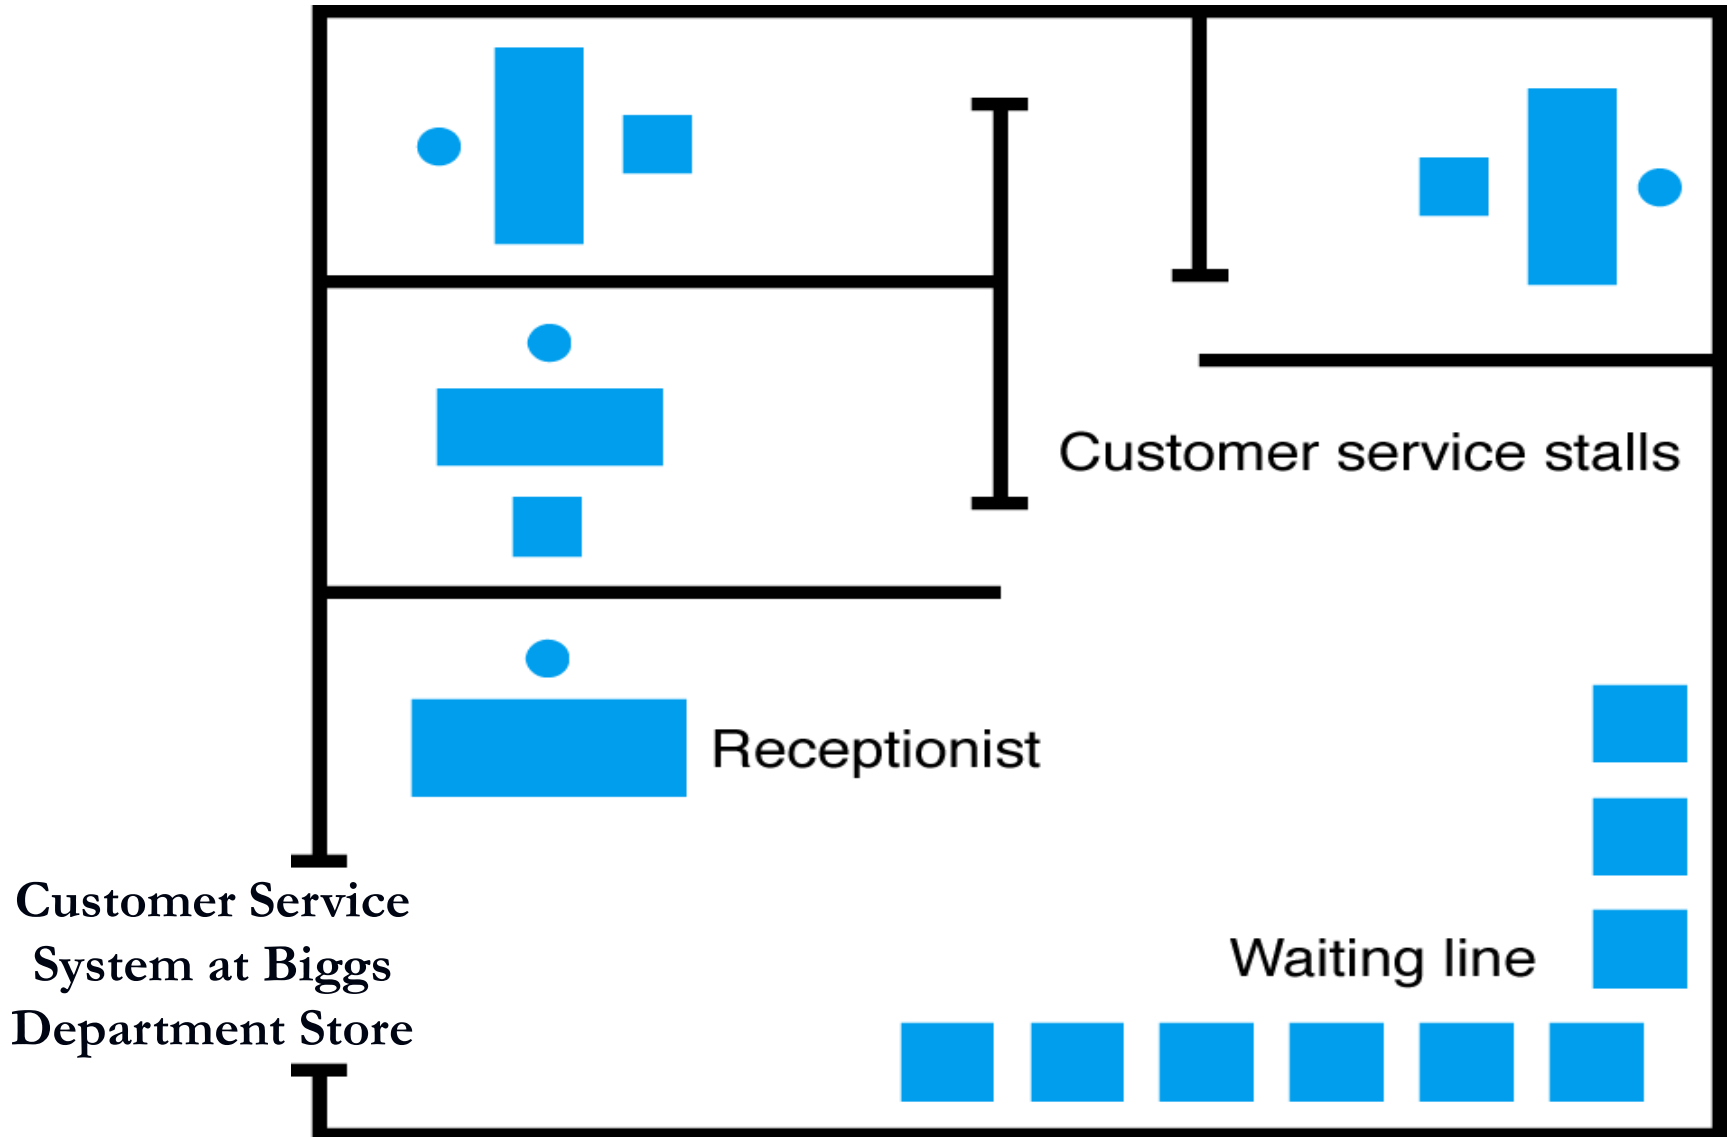 Customer service stalls
Receptionist
Customer Service
System at Biggs
Department Store
Waiting line